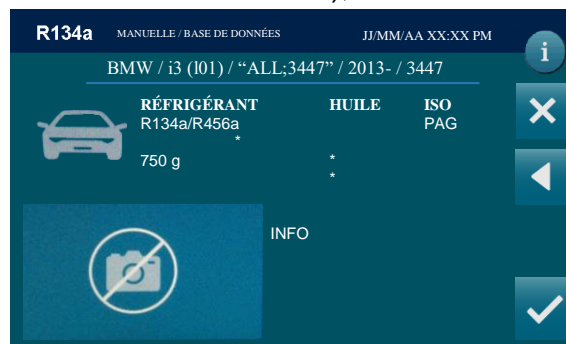 R134a MANUELLE / BASE DE DONNÉES JJ/MM/AA XX:XX PM
i
BMW / i3 (l01) / “ALL;3447” / 2013- / 3447
RÉFRIGÉRANT HUILE ISO
R134a/R456a PAG
*
750 g *
*
INFO